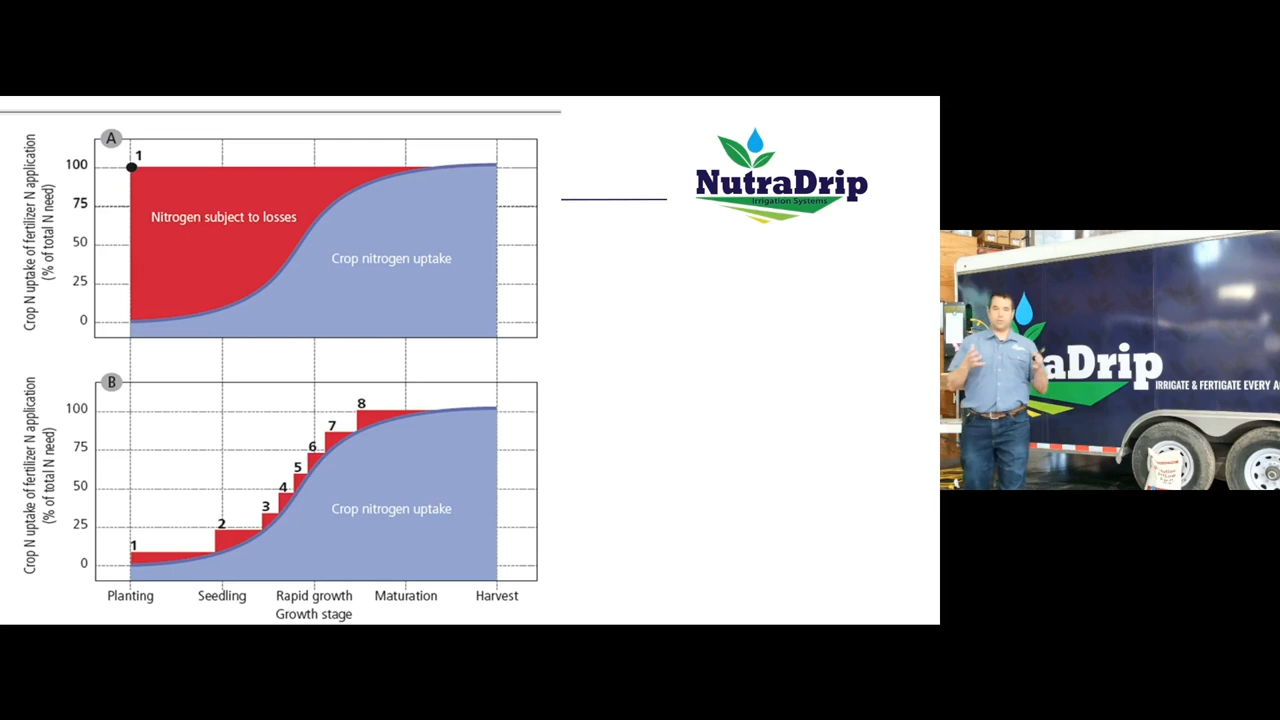 A
1
Crop N uptake of fertilizer N application
(% of total N need)
100
75
50
25
0
Nitrogen subject to losses
Crop nitrogen uptake
B
Crop N uptake of fertilizer N application
(% of total N need)
100
75
50
25
0
1
2
3
4
5
6
7
8
Crop nitrogen uptake
Planting
Seedling
Rapid growth
Maturation
Harvest
Growth stage
NutraDrip
Irrigation Systems
aDrip
IRRIGATE & FERTIGATE EVERY A